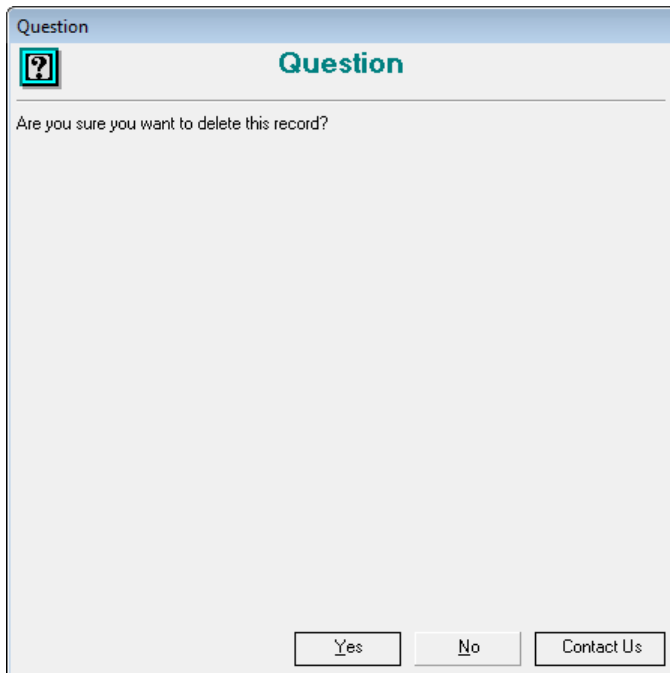 Question
?
Question
Are you sure you want to delete this record?
Yes
No
Contact Us